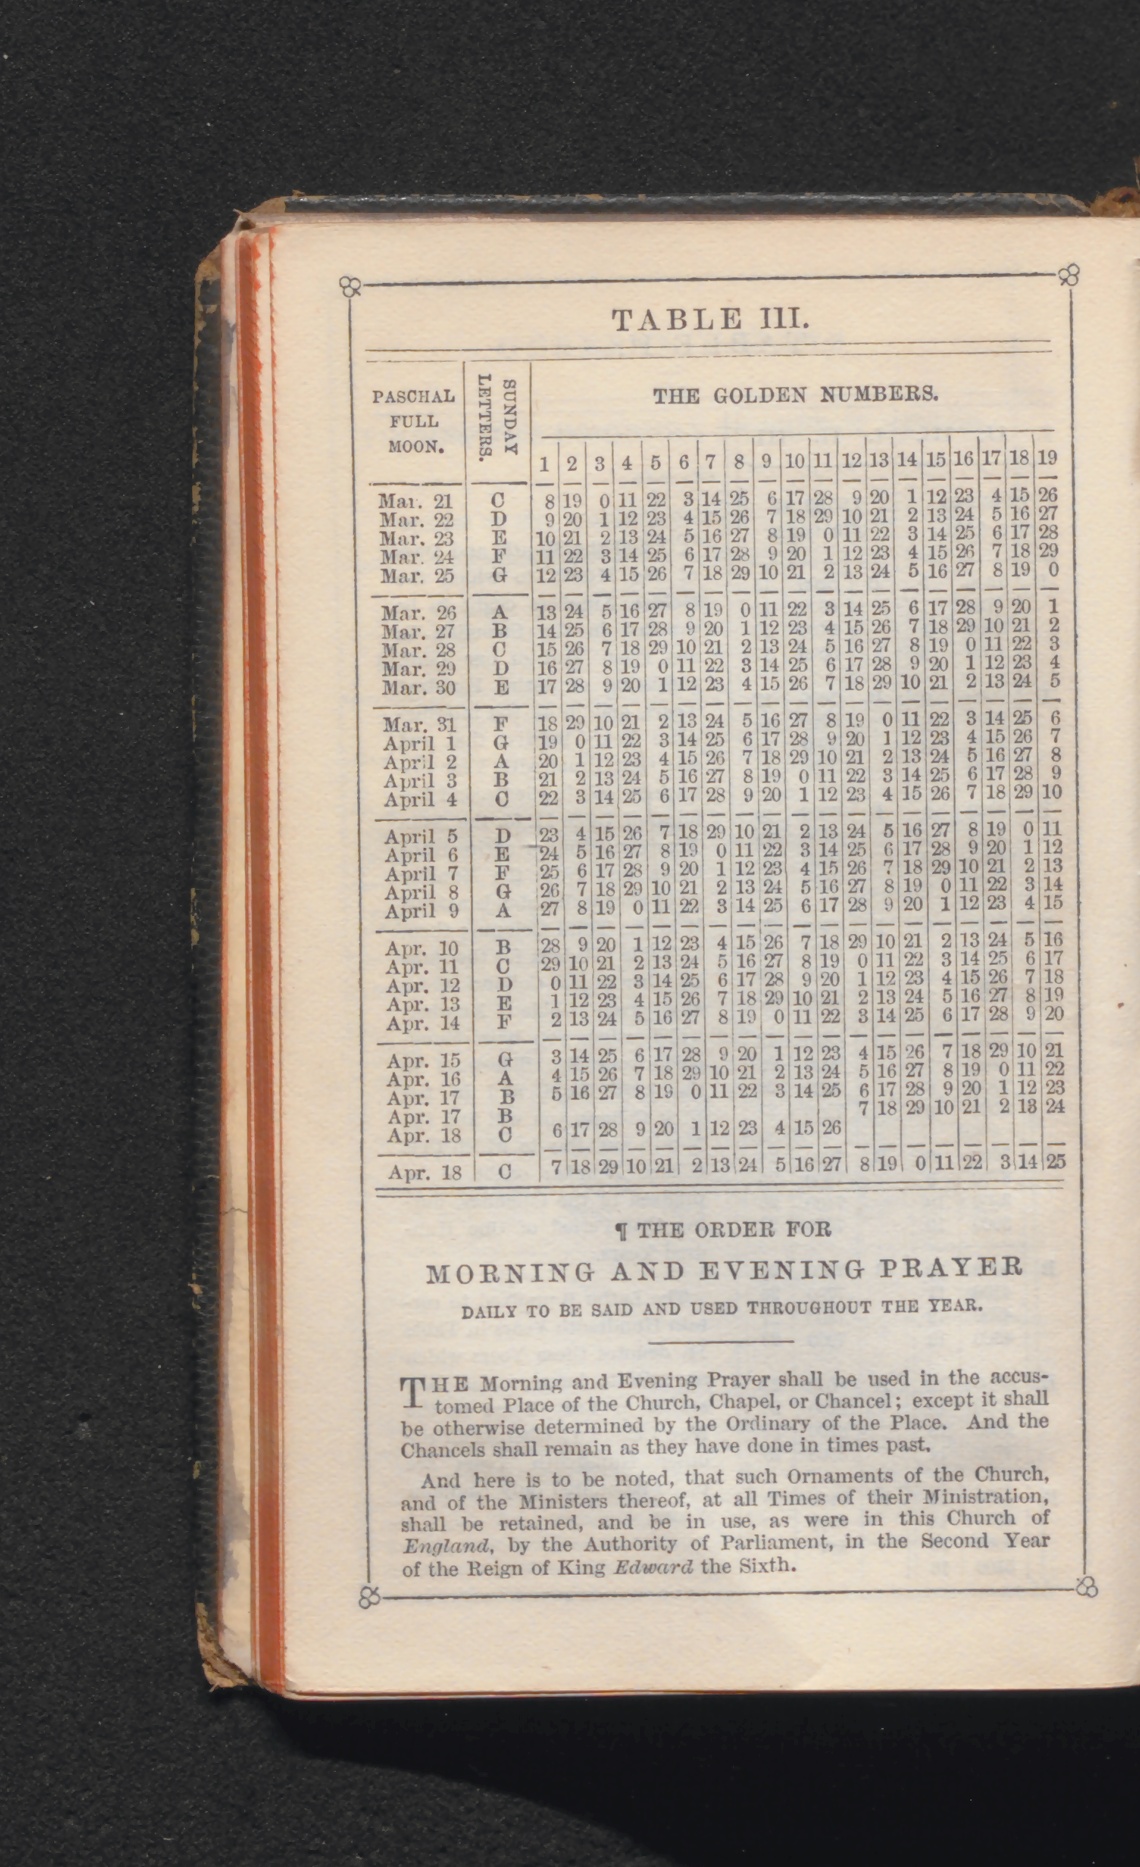 TABLE III.
PASCHAL FULL MOON.
SUNDAY LETTERS.
THE GOLDEN NUMBERS.
1 2 3 4 5 6 7 8 9 10 11 12 13 14 15 16 17 18 19
Mar. 21 C 8 19 0 11 22 3 14 25 6 17 28 9 20 1 12 23 4 15 26
Mar. 22 D 9 20 1 12 23 4 15 26 7 18 29 10 21 2 13 24 5 16 27
Mar. 23 E 10 21 2 13 24 5 16 27 8 19 0 11 22 3 14 25 6 17 28
Mar. 24 F 11 22 3 14 25 6 17 28 9 20 1 12 23 4 15 26 7 18 29
Mar. 25 G 12 23 4 15 26 7 18 29 10 21 2 13 24 5 16 27 8 19 0
Mar. 26 A 13 24 5 16 27 8 19 0 11 22 3 14 25 6 17 28 9 20 1
Mar. 27 B 14 25 6 17 28 9 20 1 12 23 4 15 26 7 18 29 10 21 2
Mar. 28 C 15 26 7 18 29 10 21 2 13 24 5 16 27 8 19 0 11 22 3
Mar. 29 D 16 27 8 19 0 11 22 3 14 25 6 17 28 9 20 1 12 23 4
Mar. 30 E 17 28 9 20 1 12 23 4 15 26 7 18 29 10 21 2 13 24 5
Mar. 31 F 18 29 10 21 2 13 24 5 16 27 8 19 0 11 22 3 14 25 6
April 1 G 19 0 11 22 3 14 25 6 17 28 9 20 1 12 23 4 15 26 7
April 2 A 20 1 12 23 4 15 26 7 18 29 10 21 2 13 24 5 16 27 8
April 3 B 21 2 13 24 5 16 27 8 19 0 11 22 3 14 25 6 17 28 9
April 4 C 22 3 14 25 6 17 28 9 20 1 12 23 4 15 26 7 18 29 10
April 5 D 23 4 15 26 7 18 29 10 21 2 13 24 5 16 27 8 19 0 11
April 6 E 24 5 16 27 8 19 0 11 22 3 14 25 6 17 28 9 20 1 12
April 7 F 25 6 17 28 9 20 1 12 23 4 15 26 7 18 29 10 21 2 13
April 8 G 26 7 18 29 10 21 2 13 24 5 16 27 8 19 0 11 22 3 14
April 9 A 27 8 19 0 11 22 3 14 25 6 17 28 9 20 1 12 23 4 15
Apr. 10 B 28 9 20 1 12 23 4 15 26 7 18 29 10 21 2 13 24 5 16
Apr. 11 C 29 10 21 2 13 24 5 16 27 8 19 0 11 22 3 14 25 6 17
Apr. 12 D 0 11 22 3 14 25 6 17 28 9 20 1 12 23 4 15 26 7 18
Apr. 13 E 1 12 23 4 15 26 7 18 29 10 21 2 13 24 5 16 27 8 19
Apr. 14 F 2 13 24 5 16 27 8 19 0 11 22 3 14 25 6 17 28 9 20
Apr. 15 G 3 14 25 6 17 28 9 20 1 12 23 4 15 26 7 18 29 10 21
Apr. 16 A 4 15 26 7 18 29 10 21 2 13 24 5 16 27 8 19 0 11 22
Apr. 17 B 5 16 27 8 19 0 11 22 3 14 25 6 17 28 9 20 1 12 23
Apr. 17 B 7 18 29 10 21 2 13 24
Apr. 18 C 6 17 28 9 20 1 12 23 4 15 26
Apr. 18 C 7 18 29 10 21 2 13 24 5 16 27 8 19 0 11 22 3 14 25
¶ THE ORDER FOR
MORNING AND EVENING PRAYER
DAILY TO BE SAID AND USED THROUGHOUT THE YEAR.
THE Morning and Evening Prayer shall be used in the accus-
tomed Place of the Church, Chapel, or Chancel; except it shall
be otherwise determined by the Ordinary of the Place. And the
Chancels shall remain as they have done in times past.
And here is to be noted, that such Ornaments of the Church,
and of the Ministers thereof, at all Times of their Ministration,
shall be retained, and be in use, as were in this Church of
England, by the Authority of Parliament, in the Second Year
of the Reign of King Edward the Sixth.